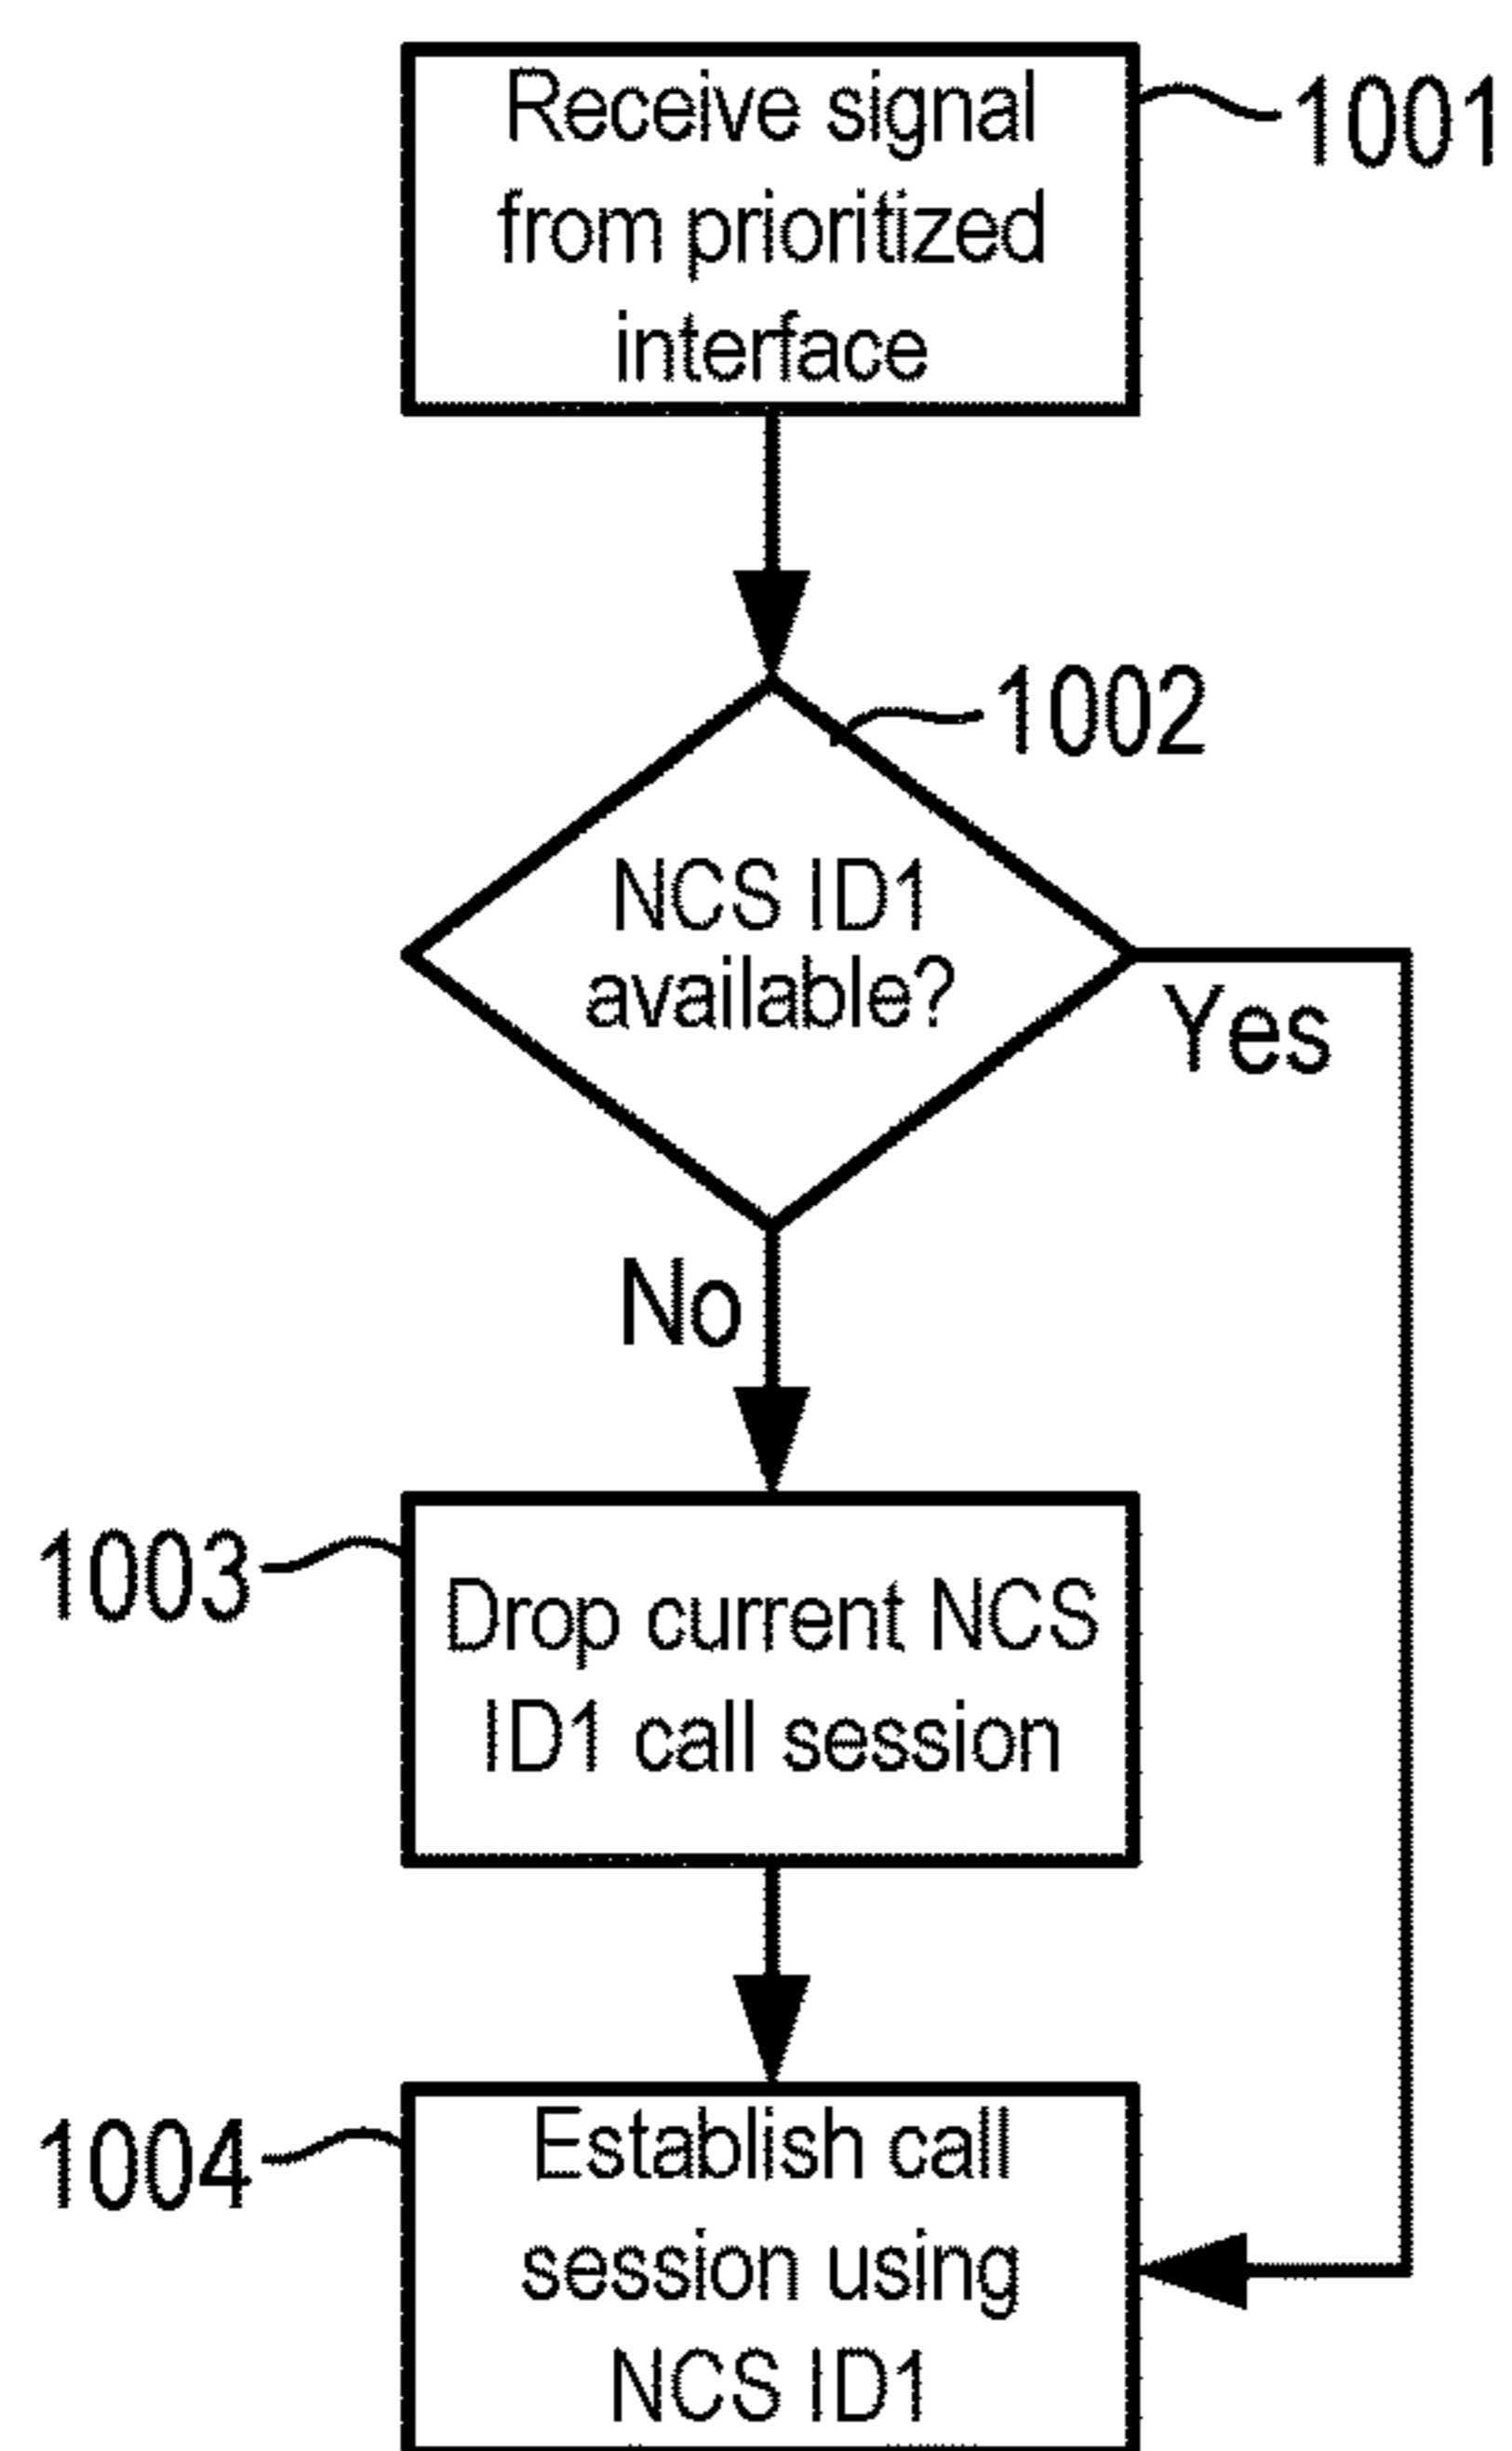 Receive signal
from prioritized
interface
1001
1002
NCS ID1
available?
Yes
No
1003
Drop current NCS
ID1 call session
1004
Establish call
session using
NCS ID1